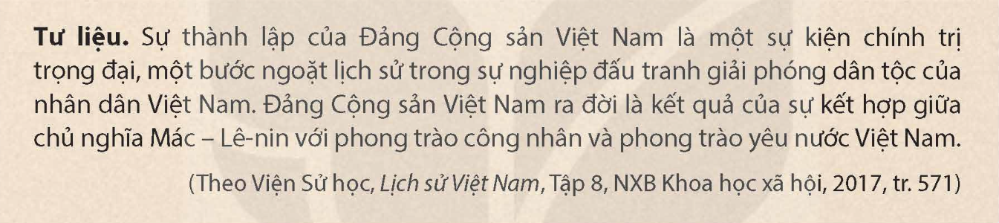 Tư liệu. Sự thành lập của Đảng Cộng sản Việt Nam là một sự kiện chính trị
trọng đại, một bước ngoặt lịch sử trong sự nghiệp đấu tranh giải phóng dân tộc của
nhân dân Việt Nam. Đảng Cộng sản Việt Nam ra đời là kết quả của sự kết hợp giữa
chủ nghĩa Mác – Lê-nin với phong trào công nhân và phong trào yêu nước Việt Nam.
(Theo Viện Sử học, Lịch sử Việt Nam, Tập 8, NXB Khoa học xã hội, 2017, tr. 571)